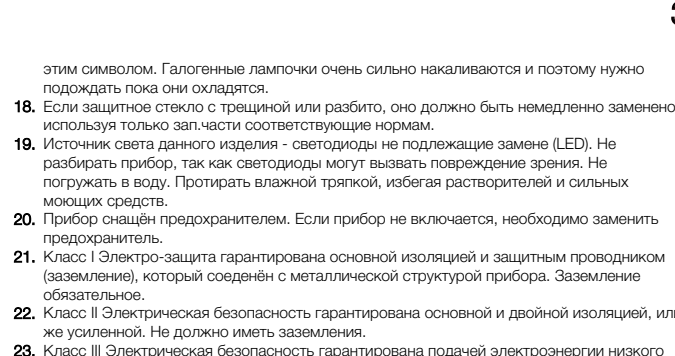 этим символом. Галогенные лампочки очень сильно накаливаются и поэтому нужно
подождать пока они охладятся.
18. Если защитное стекло с трещиной или разбито, оно должно быть немедленно заменено
используя только зап.части соответствующие нормам.
19. Источник света данного изделия - светодиоды не подлежащие замене (LED). Не
разбирать прибор, так как светодиоды могут вызвать повреждение зрения. Не
погружать в воду. Протирать влажной тряпкой, избегая растворителей и сильных
моющих средств.
20. Прибор снащён предохранителем. Если прибор не включается, необходимо заменить
предохранитель.
21. Класс I Электро-защита гарантирована основной изоляцией и защитным проводником
(заземление), который соеденён с металлической структурой прибора. Заземление
обязательное.
22. Класс II Электрическая безопасность гарантирована основной и двойной изоляцией, или
же усиленной. Не должно иметь заземления.
23. Класс III Электрическая безопасность гарантирована подачей электроэнергии низкого